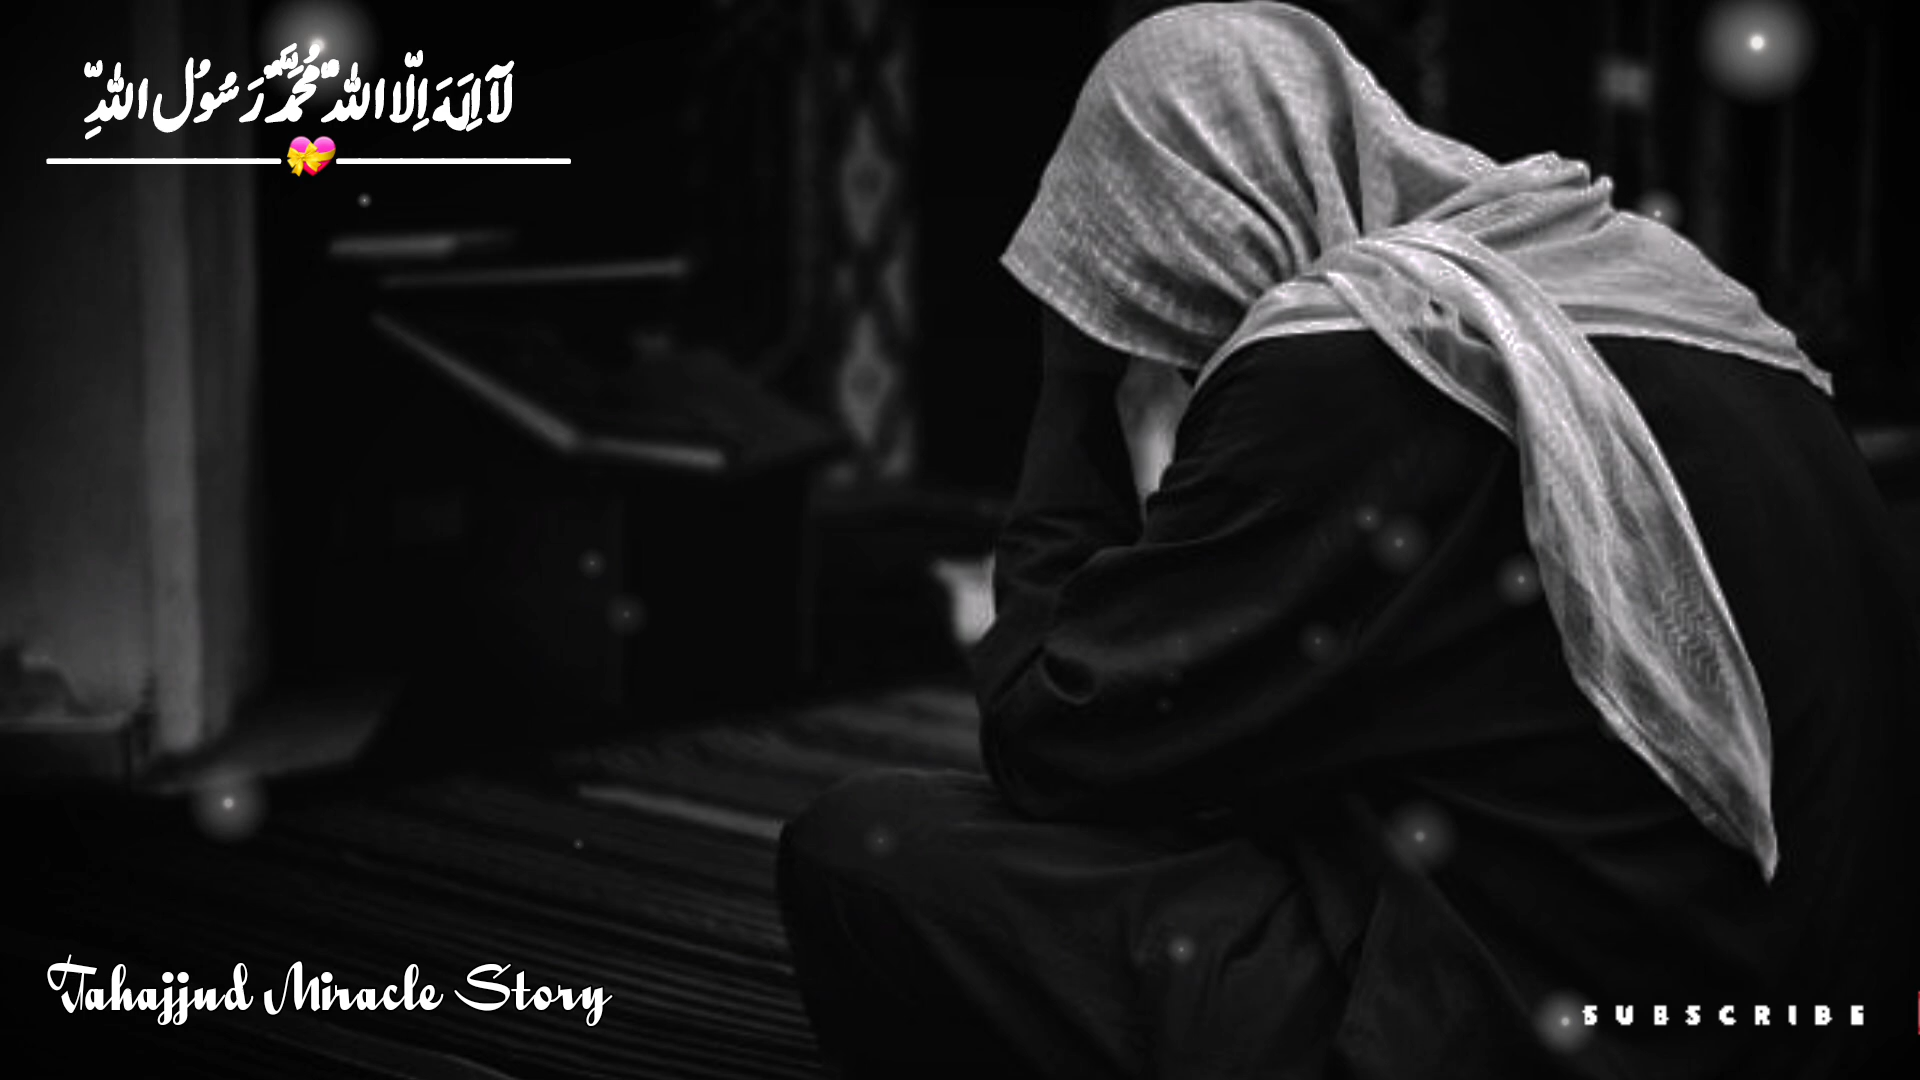 لَآ اِلٰهَ اِلَّا اللّٰهُ مُحَمَّدٌ رَّسُوْلُ اللّٰهِ
Tahajjud Miracle Story
SUBSCRIBE